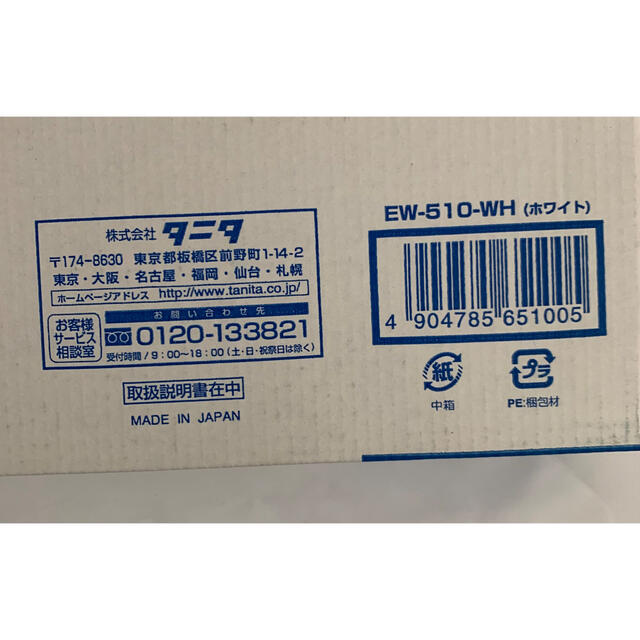 株式会社 タニタ
〒174-8630 東京都板橋区前野町1-14-2
東京・大阪・名古屋・福岡・仙台・札幌
ホームページアドレス http://www.tanita.co.jp/
お客様サービス相談室
お問い合わせ先
0120-133821
受付時間/9:00~18:00(土・日・祝祭日は除く)
取扱説明書在中
MADE IN JAPAN
EW-510-WH (ホワイト)
4 904785 651005
紙
中箱
プラ
PE:梱包材